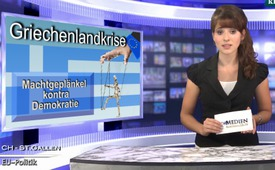 Griechenlandkrise
Machtgeplänkel
kontra
Demokratie
MEDIEN
CH - ST.GALLEN
EU-Politik